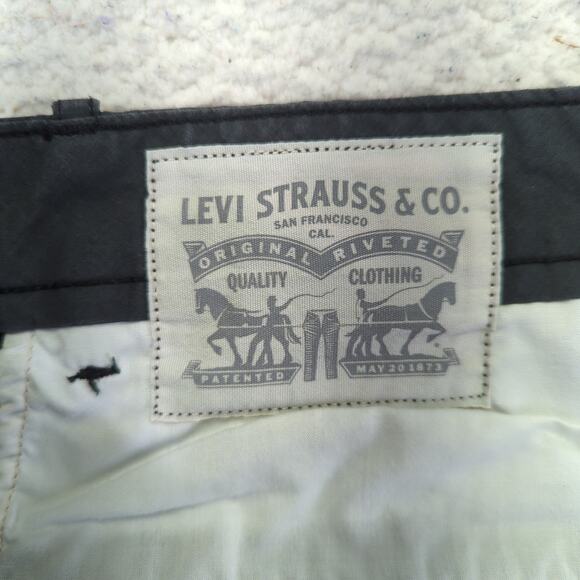 LEVI STRAUSS & CO.
SAN FRANCISCO
CAL.
ORIGINAL RIVETED
QUALITY CLOTHING
PATENTED MAY 20 1873